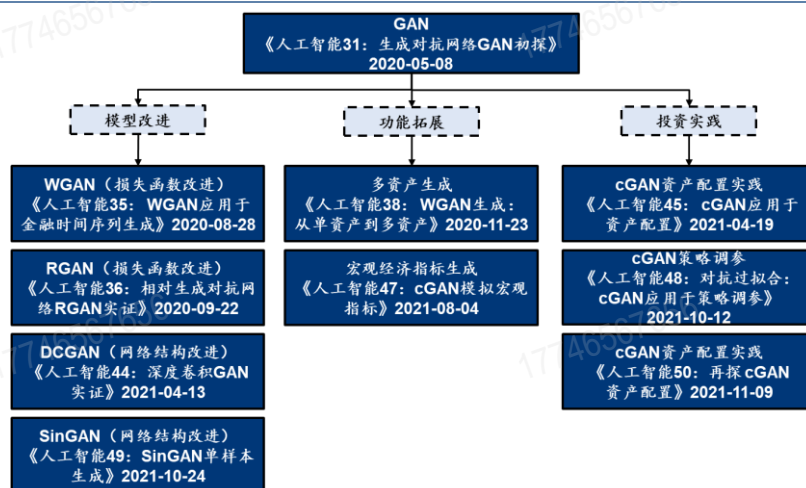 GAN
《人工智能31：生成对抗网络GAN初探》
2020-05-08
模型改进
功能拓展
投资实践
WGAN（损失函数改进）
《人工智能35：WGAN应用于
金融时间序列生成》2020-08-28
RGAN（损失函数改进）
《人工智能36：相对生成对抗网
络RGAN实证》2020-09-22
DCGAN（网络结构改进）
《人工智能44：深度卷积GAN
实证》2021-04-13
SinGAN（网络结构改进）
《人工智能49：SinGAN单样本
生成》2021-10-24
多资产生成
《人工智能38：WGAN生成：
从单资产到多资产》2020-11-23
宏观经济指标生成
《人工智能47：cGAN模拟宏观
指标》2021-08-04
cGAN资产配置实践
《人工智能45：cGAN应用于
资产配置》2021-04-19
cGAN策略调参
《人工智能48：对抗过拟合：
cGAN应用于策略调参》
2021-10-12
cGAN资产配置实践
《人工智能50：再探cGAN
资产配置》2021-11-09